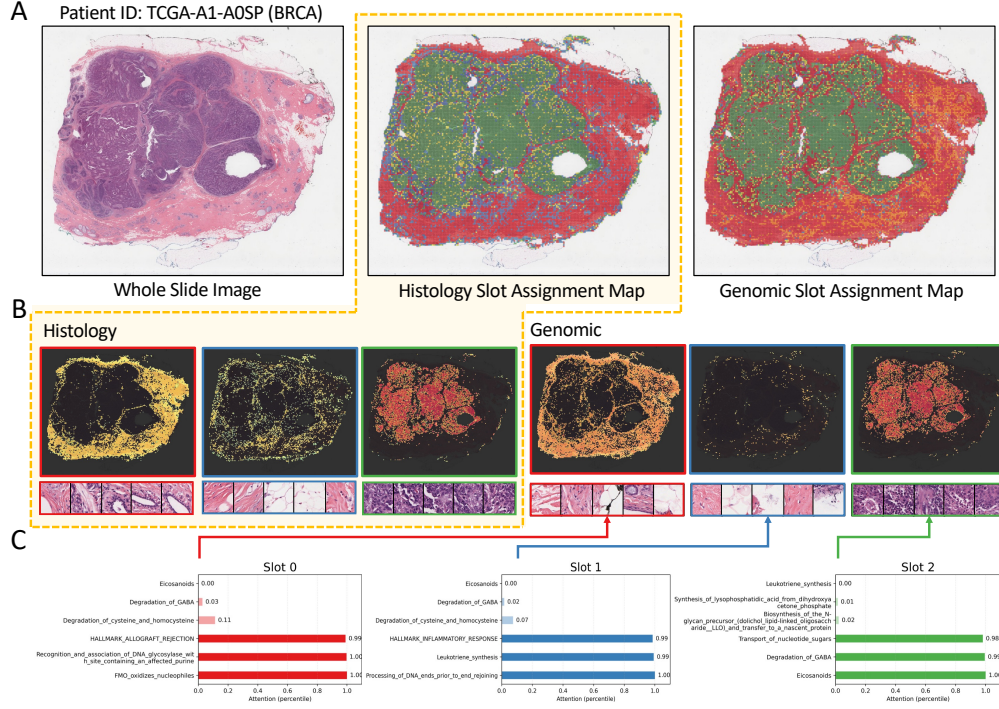 A
Patient ID: TCGA-A1-A0SP (BRCA)
Whole Slide Image
Histology Slot Assignment Map
Genomic Slot Assignment Map
B
Histology
Genomic
C
Slot 0
Eicosanoids
0.00
Degradation_of_GABA
0.03
Degradation_of_cysteine_and_homocysteine
0.11
HALLMARK_ALLOGRAFT_REJECTION
0.99
Recognition_and_association_of_DNA_glycosylase_wit
h_site_containing_an_affected_purine
1.00
FMO_oxidizes_nucleophiles
1.00
0.0 0.2 0.4 0.6 0.8 1.0
Attention (percentile)
Slot 1
Eicosanoids
0.00
Degradation_of_GABA
0.02
Degradation_of_cysteine_and_homocysteine
0.07
HALLMARK_INFLAMMATORY_RESPONSE
0.99
Leukotriene_synthesis
0.99
Processing_of_DNA_ends_prior_to_end_rejoining
1.00
0.0 0.2 0.4 0.6 0.8 1.0
Attention (percentile)
Slot 2
Leukotriene_synthesis
0.00
Synthesis_of_lysophosphatidic_acid_from_dihydroxya
cetone_phosphate
0.01
Biosynthesis_of_the_N-
glycan_precursor_(dolichol_lipid-linked_oligosacch
aride__LLO)_and_transfer_to_a_nascent_protein
0.02
Transport_of_nucleotide_sugars
0.98
Degradation_of_GABA
0.99
Eicosanoids
1.00
0.0 0.2 0.4 0.6 0.8 1.0
Attention (percentile)